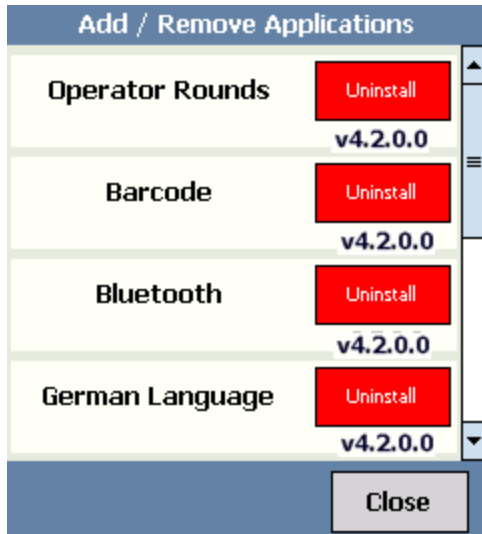 Add / Remove Applications
Operator Rounds
Uninstall
v4.2.0.0
Barcode
Uninstall
v4.2.0.0
Bluetooth
Uninstall
v4.2.0.0
German Language
Uninstall
v4.2.0.0
Close